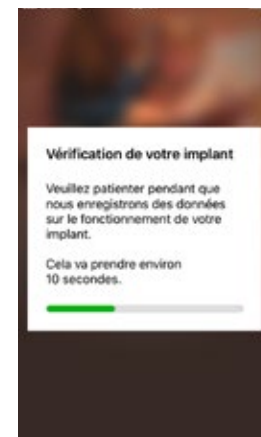 Vérification de votre implant
Veuillez patienter pendant que
nous enregistrons des données
sur le fonctionnement de votre
implant.
Cela va prendre environ
10 secondes.